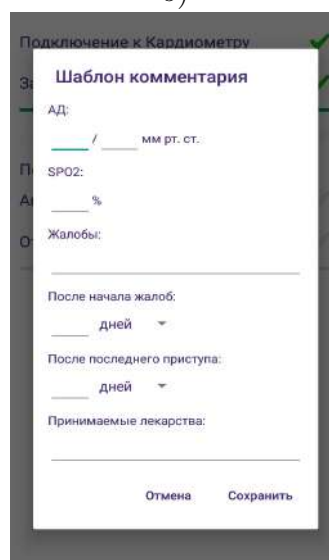 Подключение к Кардиометру
За
Шаблон комментария
АД:
/ мм рт. ст.
SPO2:
%
Жалобы:
После начала жалоб:
дней
После последнего приступа:
дней
Принимаемые лекарства:
Отмена Сохранить